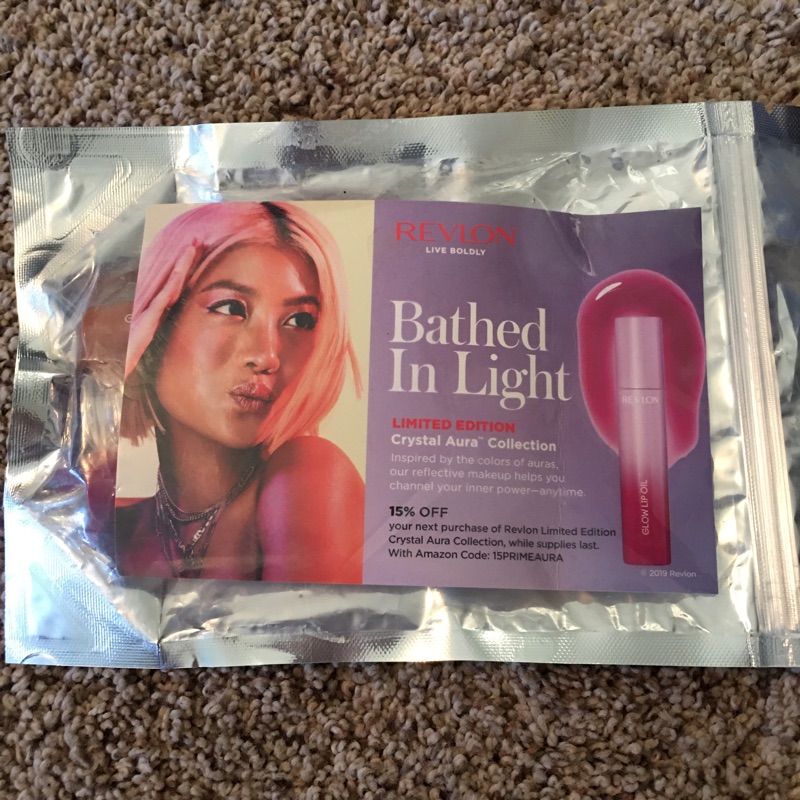 REVLON
LIVE BOLDLY
Bathed
In Light
LIMITED EDITION
Crystal Aura™ Collection
Inspired by the colors of auras,
our reflective makeup helps you
channel your inner power—anytime.
15% OFF
your next purchase of Revlon Limited Edition
Crystal Aura Collection, while supplies last.
With Amazon Code: 15PRIMEAURA
REVLON
GLOW LIP OIL
© 2019 Revlon